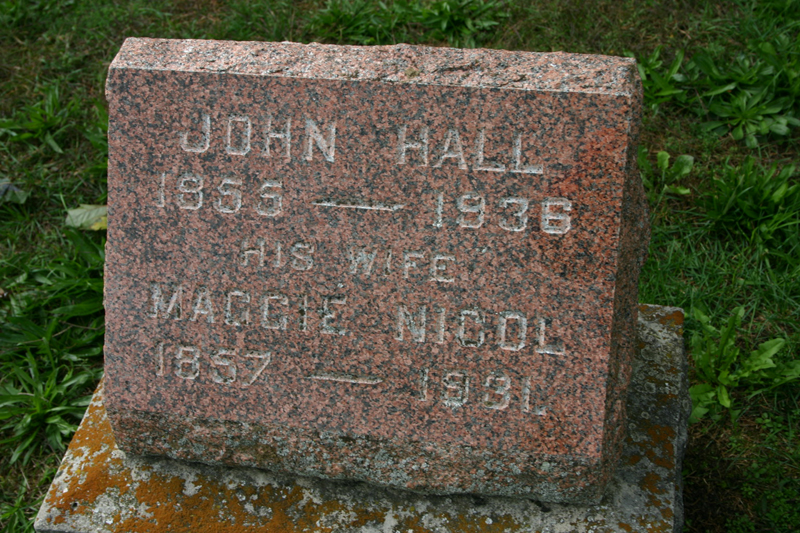 JOHN HALL
1855 — 1936
HIS WIFE
MAGGIE NICOL
1857 — 1931.